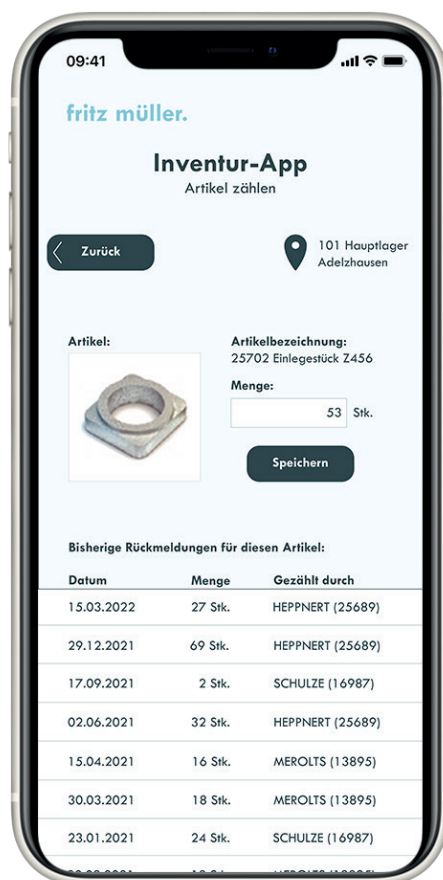 09:41
fritz müller.
Inventur-App
Artikel zählen
Zurück
101 Hauptlager
Adelzhausen
Artikel:
Artikelbezeichnung:
25702 Einlegestück Z456
Menge:
53 Stk.
Speichern
Bisherige Rückmeldungen für diesen Artikel:
Datum Menge Gezählt durch
15.03.2022 27 Stk. HEPPNERT (25689)
29.12.2021 69 Stk. HEPPNERT (25689)
17.09.2021 2 Stk. SCHULZE (16987)
02.06.2021 32 Stk. HEPPNERT (25689)
15.04.2021 16 Stk. MEROLTS (13895)
30.03.2021 18 Stk. MEROLTS (13895)
23.01.2021 24 Stk. SCHULZE (16987)